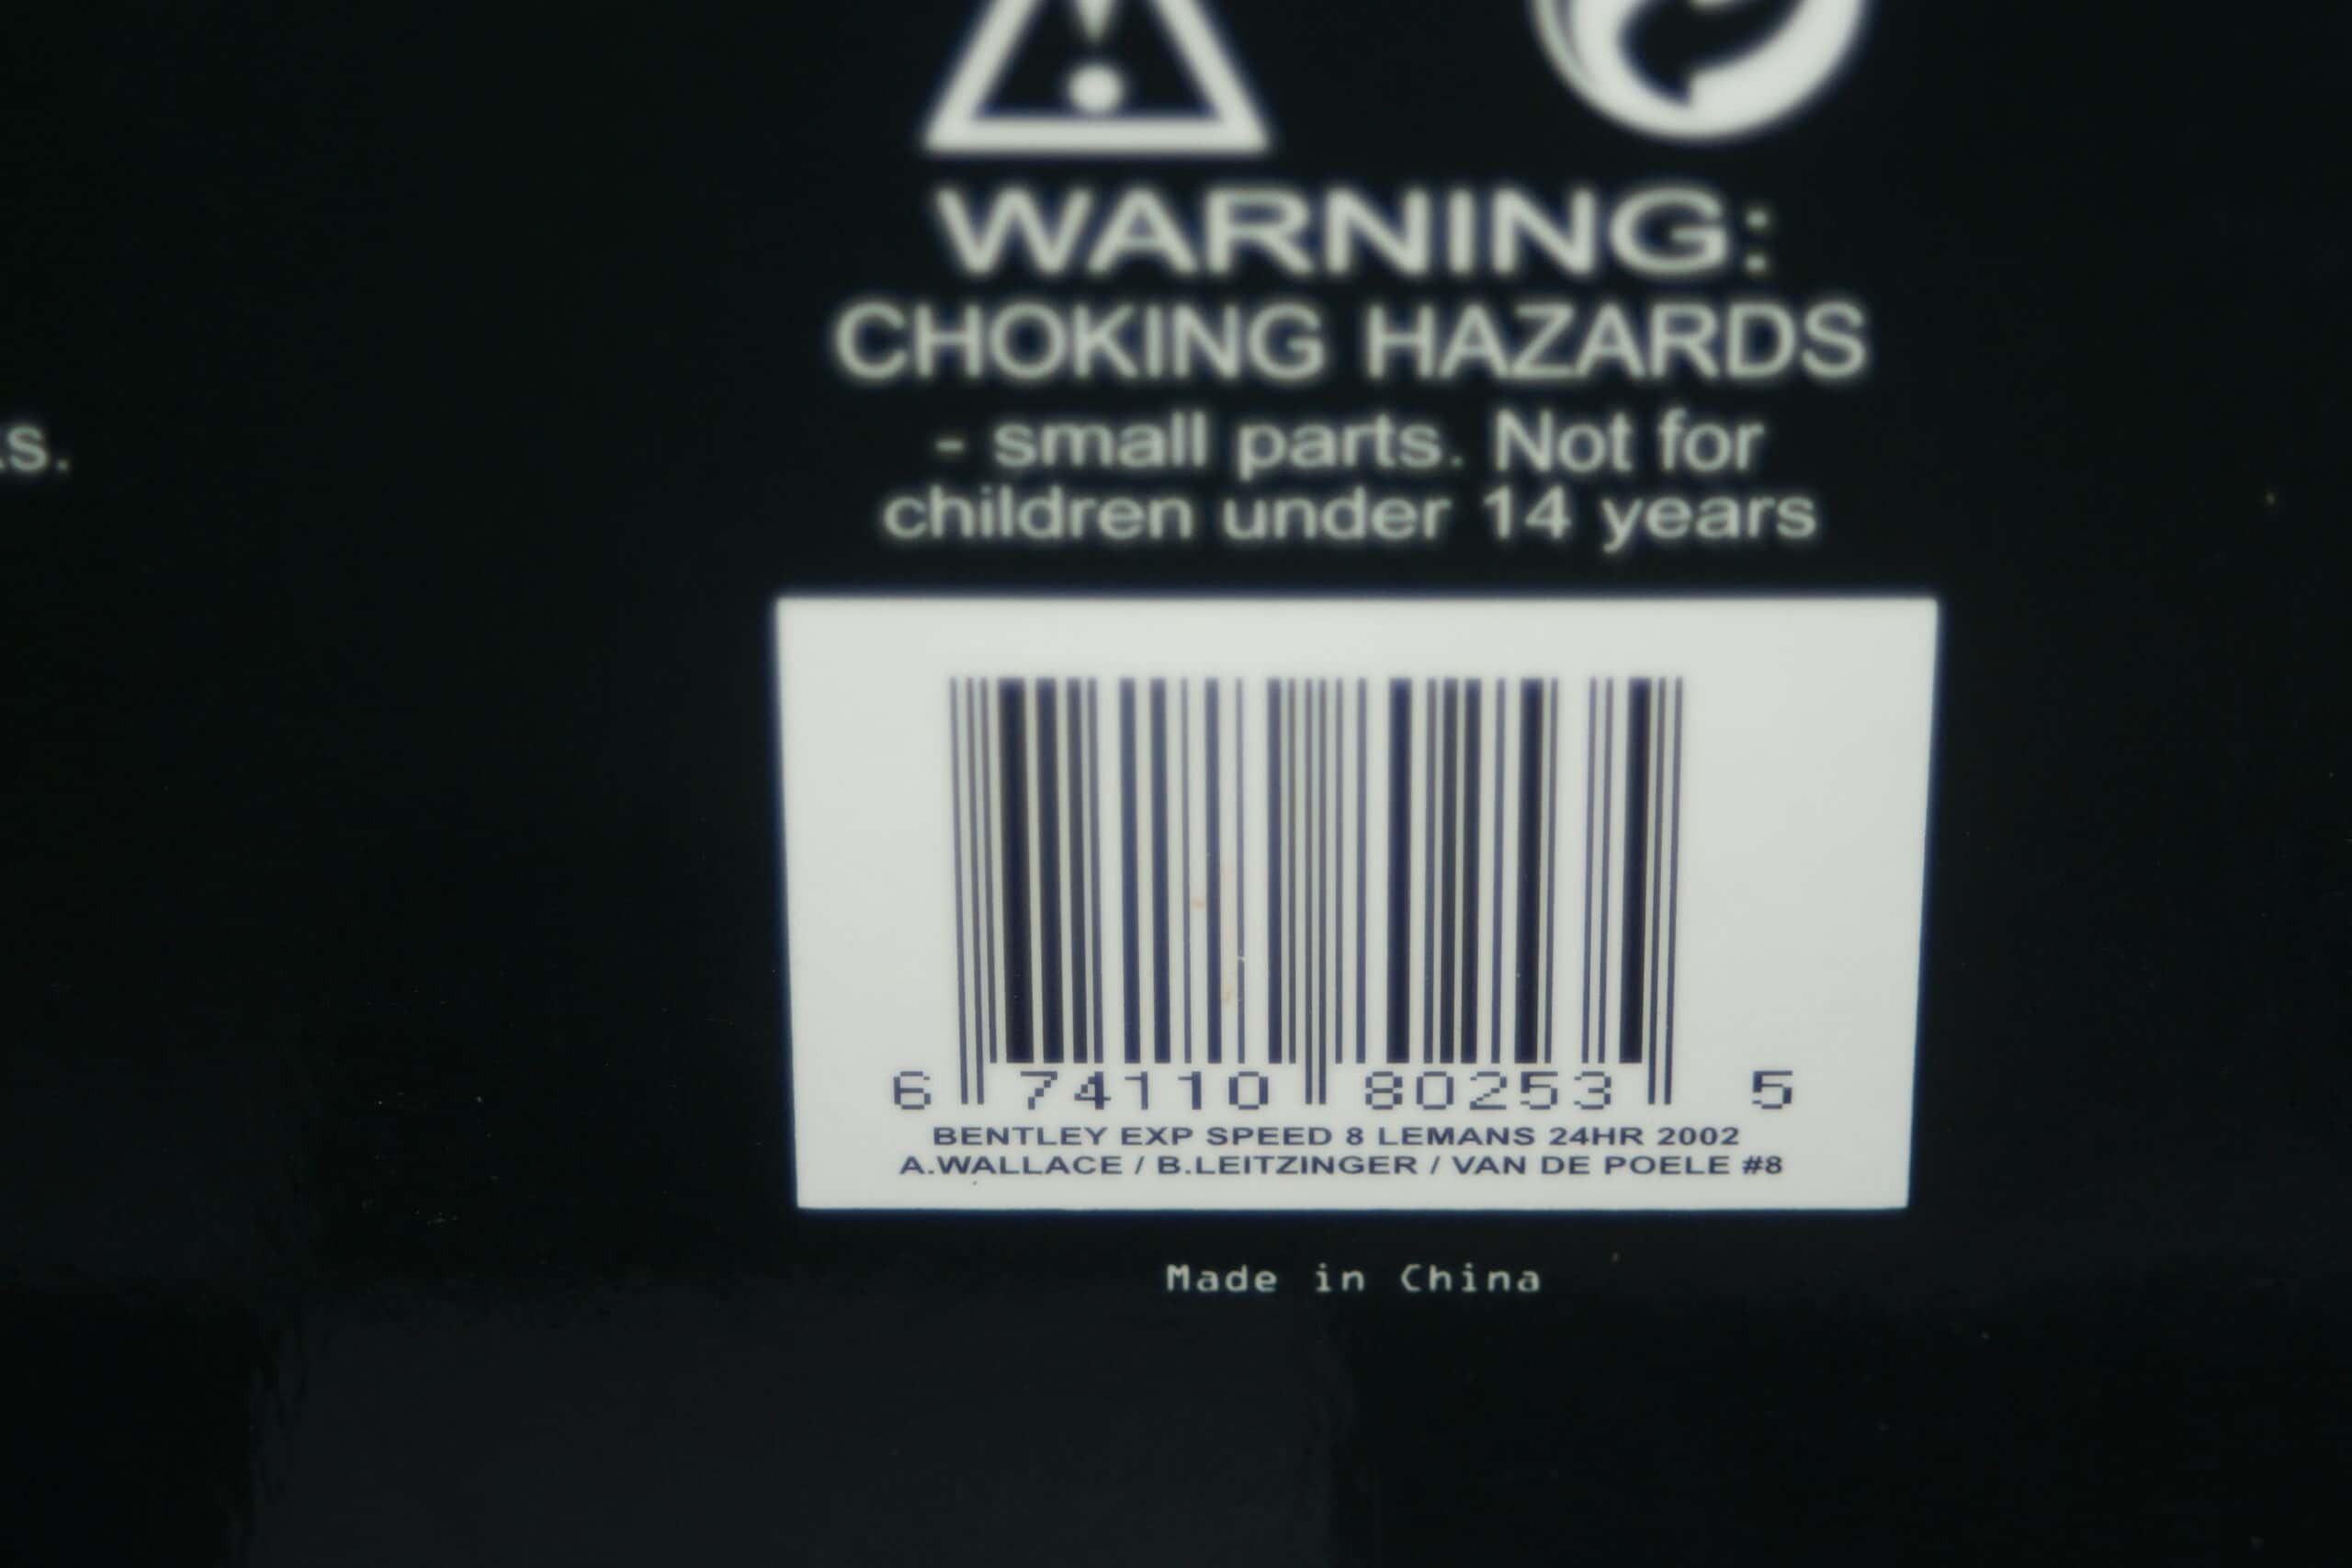 WARNING:
CHOKING HAZARDS
s.
- small parts. Not for
children under 14 years
6 74110 80253 5
BENTLEY EXP SPEED 8 LEMANS 24HR 2002
A.WALLACE / B.LEITZINGER / VAN DE POELE #8
Made in China